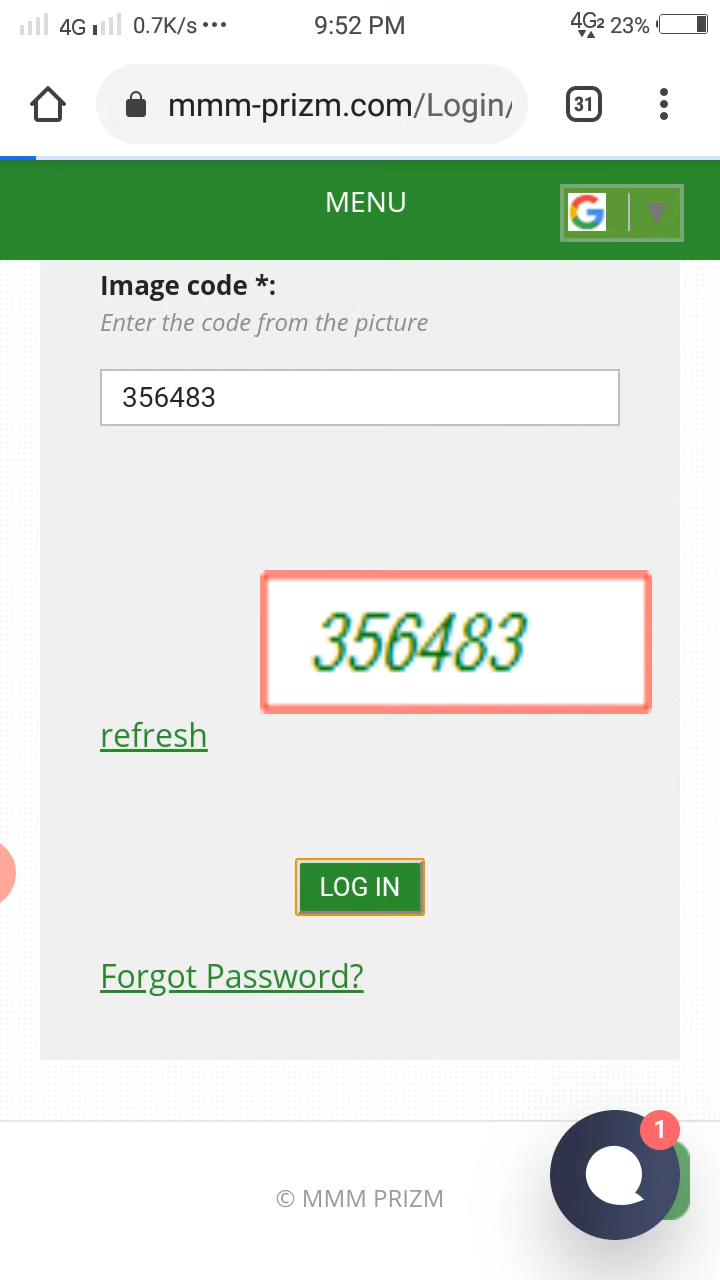 4G 0.7K/s ••• 9:52 PM 4G2 23%
mmm-prizm.com/Login/ 31
MENU G
Image code *:
Enter the code from the picture
356483
356483
refresh
LOG IN
Forgot Password?
1
© MMM PRIZM